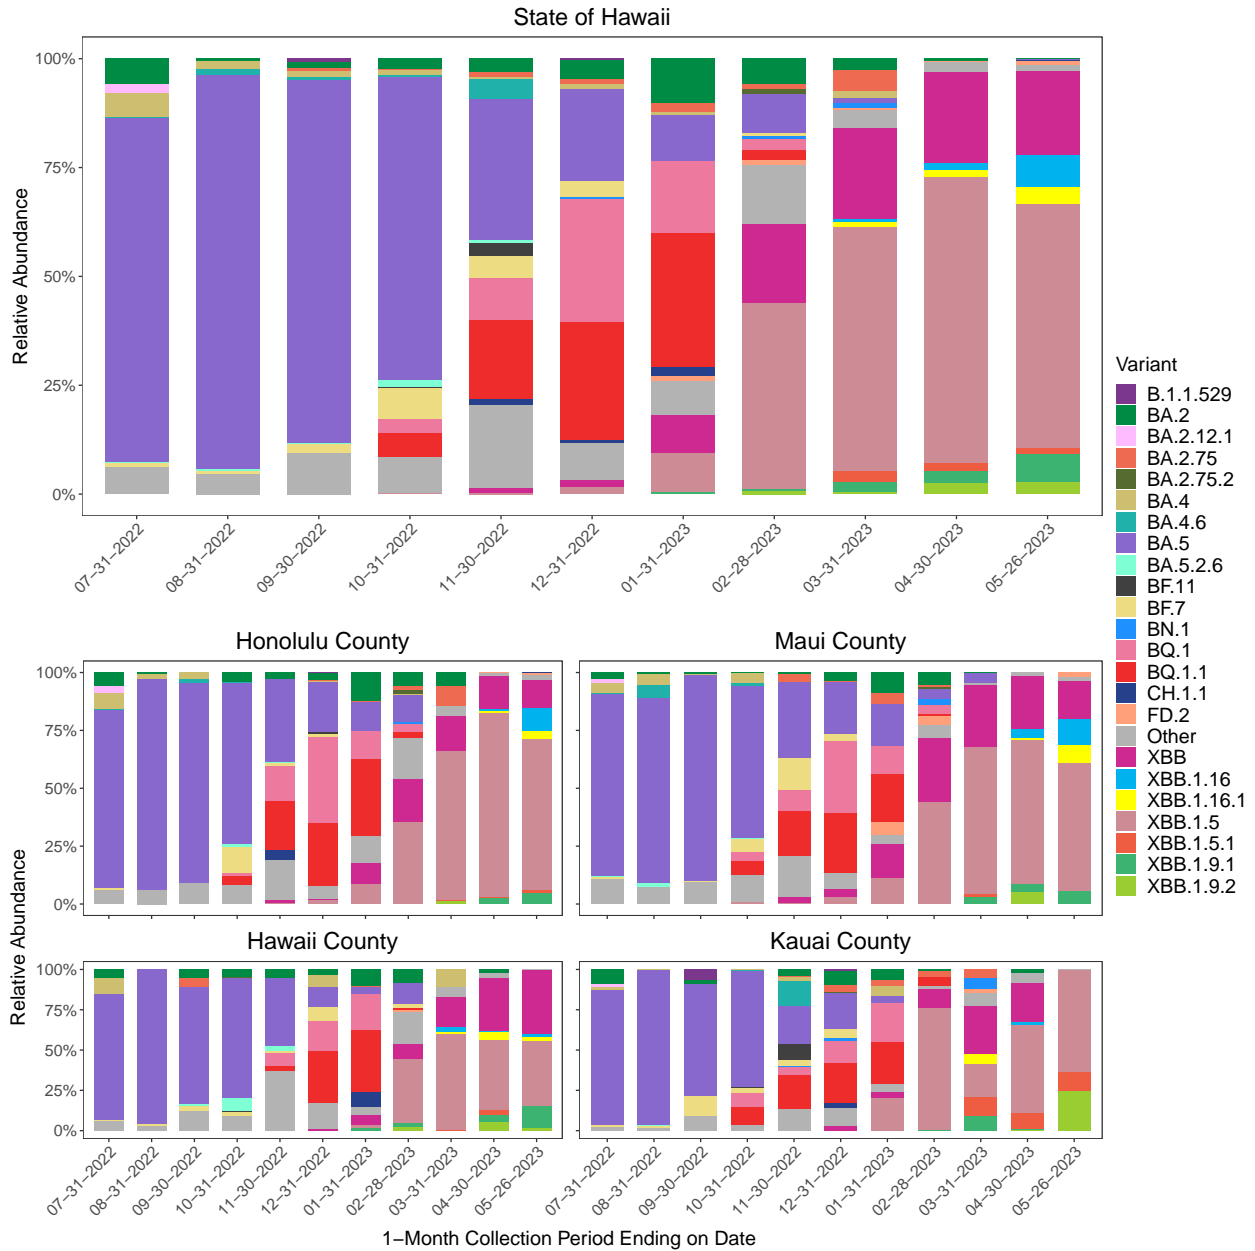 State of Hawaii
100%
75%
50%
25%
0%
Relative Abundance
07−31−2022
08−31−2022
09−30−2022
10−31−2022
11−30−2022
12−31−2022
01−31−2023
02−28−2023
03−31−2023
04−30−2023
05−26−2023
Variant
B.1.1.529
BA.2
BA.2.12.1
BA.2.75
BA.2.75.2
BA.4
BA.4.6
BA.5
BA.5.2.6
BF.11
BF.7
BN.1
BQ.1
BQ.1.1
CH.1.1
FD.2
Other
XBB
XBB.1.16
XBB.1.16.1
XBB.1.5
XBB.1.5.1
XBB.1.9.1
XBB.1.9.2
Honolulu County
Maui County
100%
75%
50%
25%
0%
Relative Abundance
Hawaii County
Kauai County
100%
75%
50%
25%
0%
07−31−2022
08−31−2022
09−30−2022
10−31−2022
11−30−2022
12−31−2022
01−31−2023
02−28−2023
03−31−2023
04−30−2023
05−26−2023
07−31−2022
08−31−2022
09−30−2022
10−31−2022
11−30−2022
12−31−2022
01−31−2023
02−28−2023
03−31−2023
04−30−2023
05−26−2023
1−Month Collection Period Ending on Date